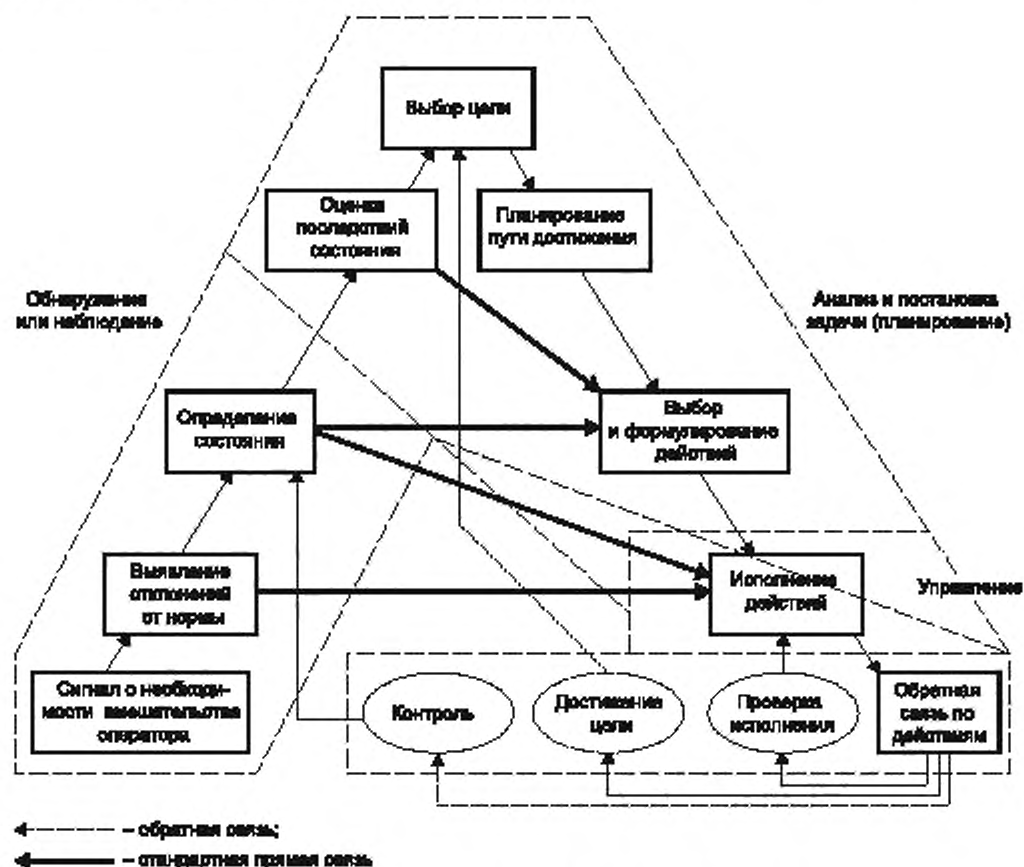 Выбор цели
Оценка
последствий
состояния
Планирование
пути достижения
Обнаружение
или наблюдение
Анализ и постановка
задачи (планирование)
Определение
состояния
Выбор
и формулирование
действий
Выявление
отклонений
от нормы
Исполнение
действий
Управление
Сигнал о необходи-
мости вмешательства
оператора
Контроль
Достижение
цели
Проверка
исполнения
Обратная
связь по
действиям
– обратная связь;
– стандартная прямая связь